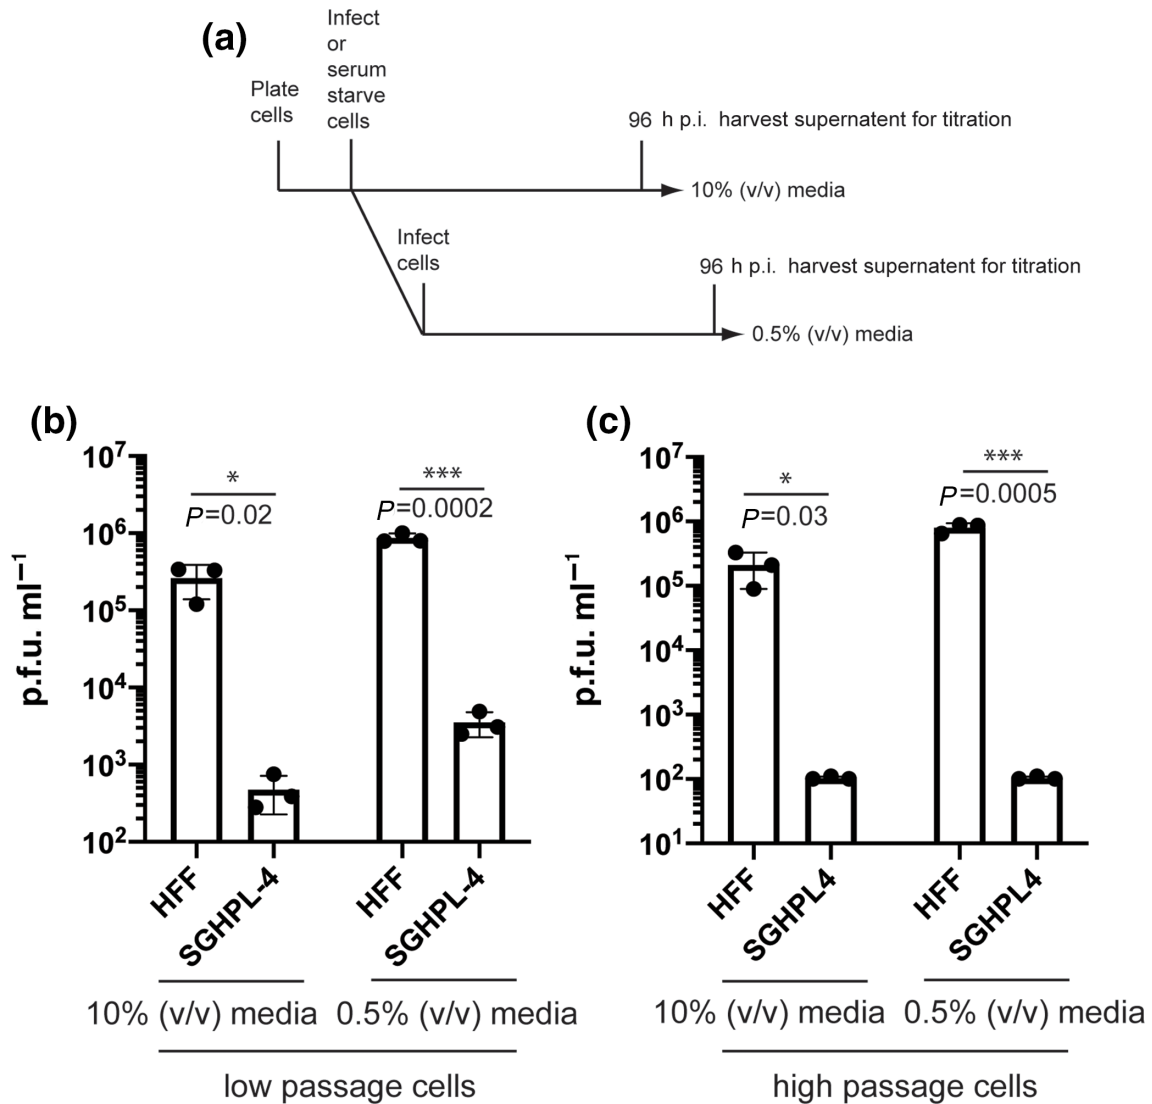 (a)
Infect
or
serum
starve
cells
Plate
cells
96 h p.i. harvest supernatent for titration
10% (v/v) media
Infect
cells
96 h p.i. harvest supernatent for titration
0.5% (v/v) media
(b)
p.f.u. ml⁻¹
10⁷
10⁶
10⁵
10⁴
10³
10²
*
P=0.02
***
P=0.0002
HFF
SGHPL-4
HFF
SGHPL-4
10% (v/v) media
0.5% (v/v) media
low passage cells
(c)
p.f.u. ml⁻¹
10⁷
10⁶
10⁵
10⁴
10³
10²
10¹
*
P=0.03
***
P=0.0005
HFF
SGHPL4
HFF
SGHPL4
10% (v/v) media
0.5% (v/v) media
high passage cells